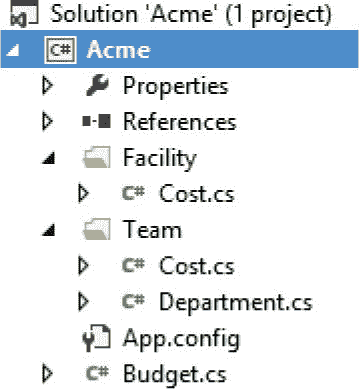 Solution 'Acme' (1 project)
C# Acme
Properties
References
Facility
C# Cost.cs
Team
C# Cost.cs
C# Department.cs
App.config
C# Budget.cs